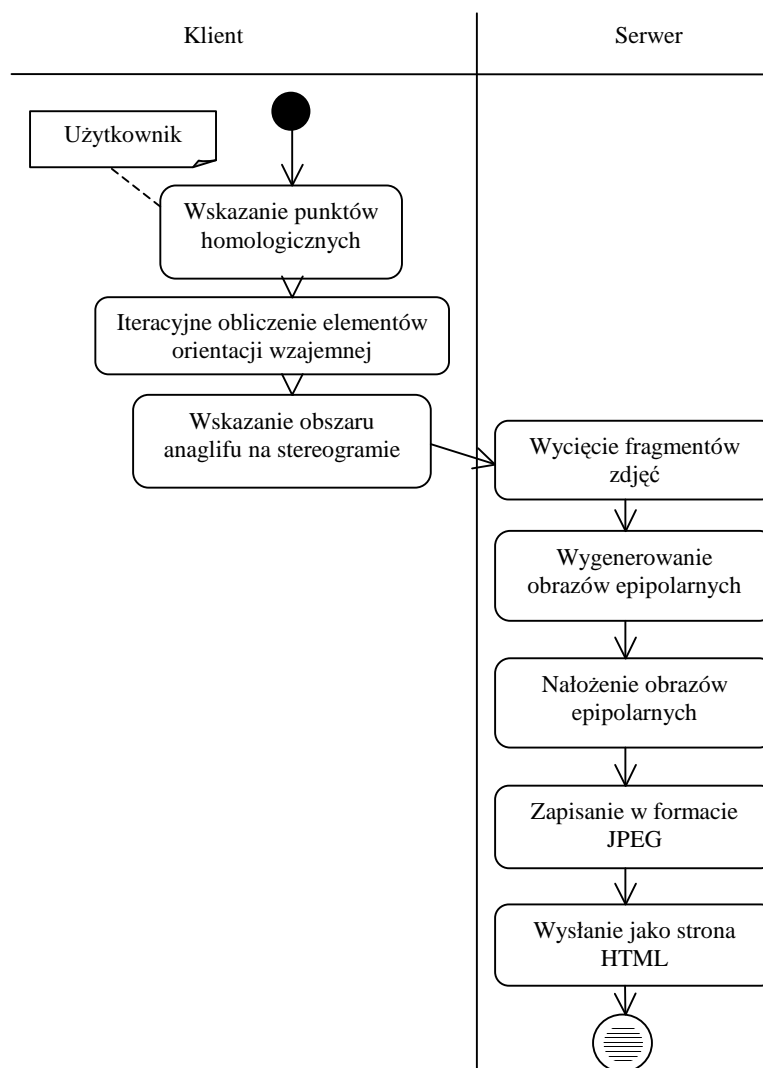 Klient
Serwer
Użytkownik
Wskazanie punktów
homologicznych
Iteracyjne obliczenie elementów
orientacji wzajemnej
Wskazanie obszaru
anaglifu na stereogramie
Wycięcie fragmentów
zdjęć
Wygenerowanie
obrazów epipolarnych
Nałożenie obrazów
epipolarnych
Zapisanie w formacie
JPEG
Wysłanie jako strona
HTML